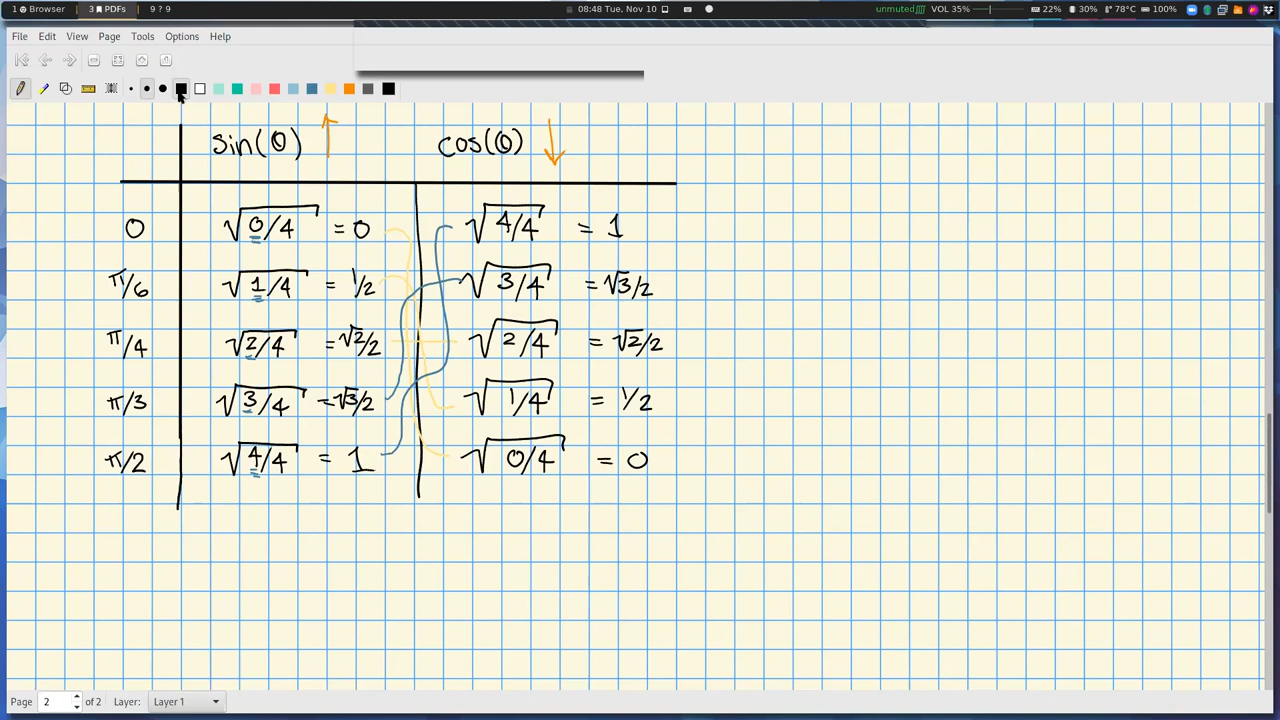 1 Browser 3 PDFs 9 ? 9 08:48 Tue, Nov 10 unmuted VOL 35% 22% 30% 78°C 100%
File Edit View Page Tools Options Help
sin(θ) ↑ cos(θ) ↓
0 √0/4 = 0 √4/4 = 1
π/6 √1/4 = 1/2 √3/4 = √3/2
π/4 √2/4 = √2/2 √2/4 = √2/2
π/3 √3/4 = √3/2 √1/4 = 1/2
π/2 √4/4 = 1 √0/4 = 0
Page 2 of 2 Layer: Layer 1